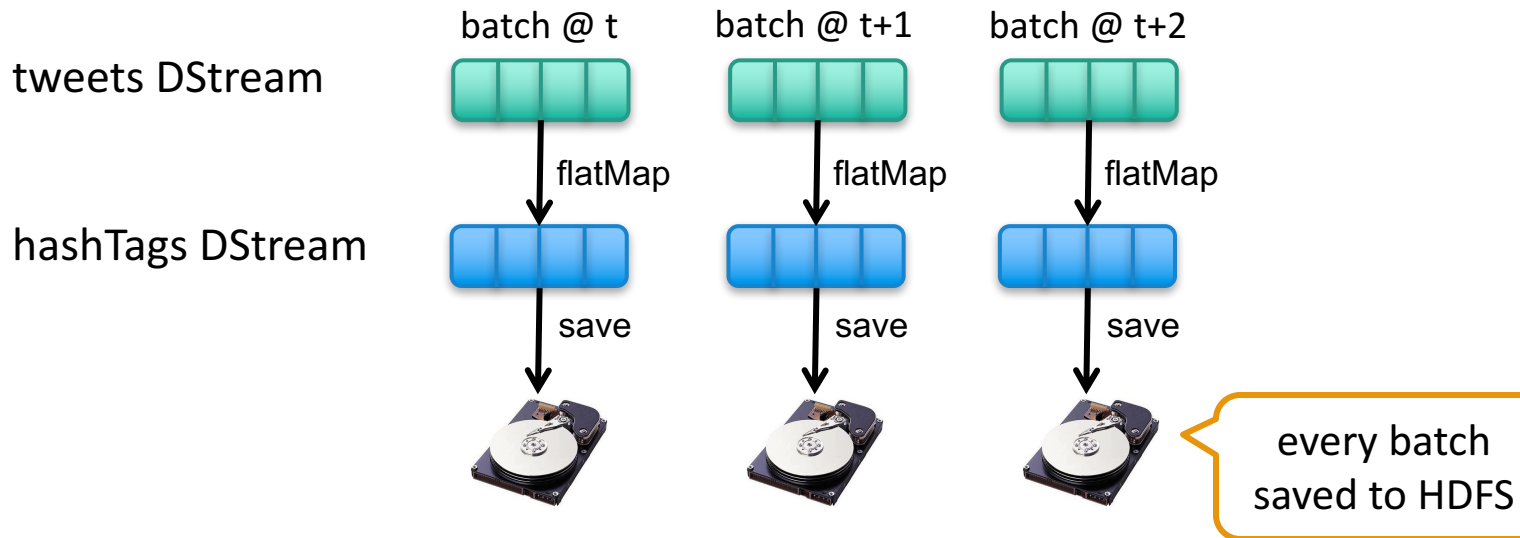 batch @ t
batch @ t+1
batch @ t+2
tweets DStream
flatMap
flatMap
flatMap
hashTags DStream
save
save
save
every batch
saved to HDFS